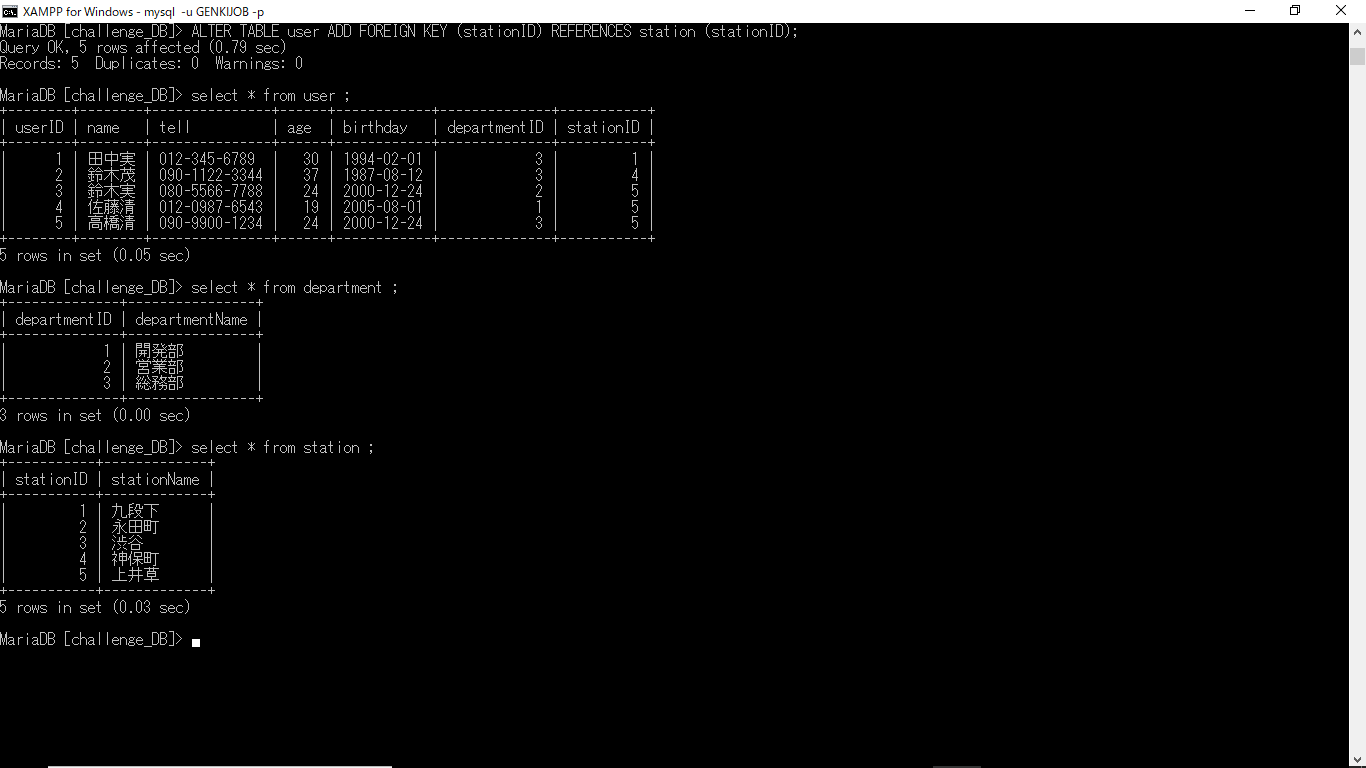 XAMPP for Windows - mysql -u GENKIJOB -p
MariaDB [challenge_DB]> ALTER TABLE user ADD FOREIGN KEY (stationID) REFERENCES station (stationID);
Query OK, 5 rows affected (0.79 sec)
Records: 5  Duplicates: 0  Warnings: 0
MariaDB [challenge_DB]> select * from user ;
+--------+--------+---------------+------+------------+--------------+-----------+
| userID | name   | tell          | age  | birthday   | departmentID | stationID |
+--------+--------+---------------+------+------------+--------------+-----------+
|      1 | 田中実 | 012-345-6789  |   30 | 1994-02-01 |            3 |         1 |
|      2 | 鈴木茂 | 090-1122-3344 |   37 | 1987-08-12 |            3 |         4 |
|      3 | 鈴木実 | 080-5566-7788 |   24 | 2000-12-24 |            2 |         5 |
|      4 | 佐藤清 | 012-0987-6543 |   19 | 2005-08-01 |            1 |         5 |
|      5 | 高橋清 | 090-9900-1234 |   24 | 2000-12-24 |            3 |         5 |
+--------+--------+---------------+------+------------+--------------+-----------+
5 rows in set (0.05 sec)
MariaDB [challenge_DB]> select * from department ;
+--------------+----------------+
| departmentID | departmentName |
+--------------+----------------+
|            1 | 開発部         |
|            2 | 営業部         |
|            3 | 総務部         |
+--------------+----------------+
3 rows in set (0.00 sec)
MariaDB [challenge_DB]> select * from station ;
+-----------+-------------+
| stationID | stationName |
+-----------+-------------+
|         1 | 九段下      |
|         2 | 永田町      |
|         3 | 渋谷        |
|         4 | 神保町      |
|         5 | 上井草      |
+-----------+-------------+
5 rows in set (0.03 sec)
MariaDB [challenge_DB]>